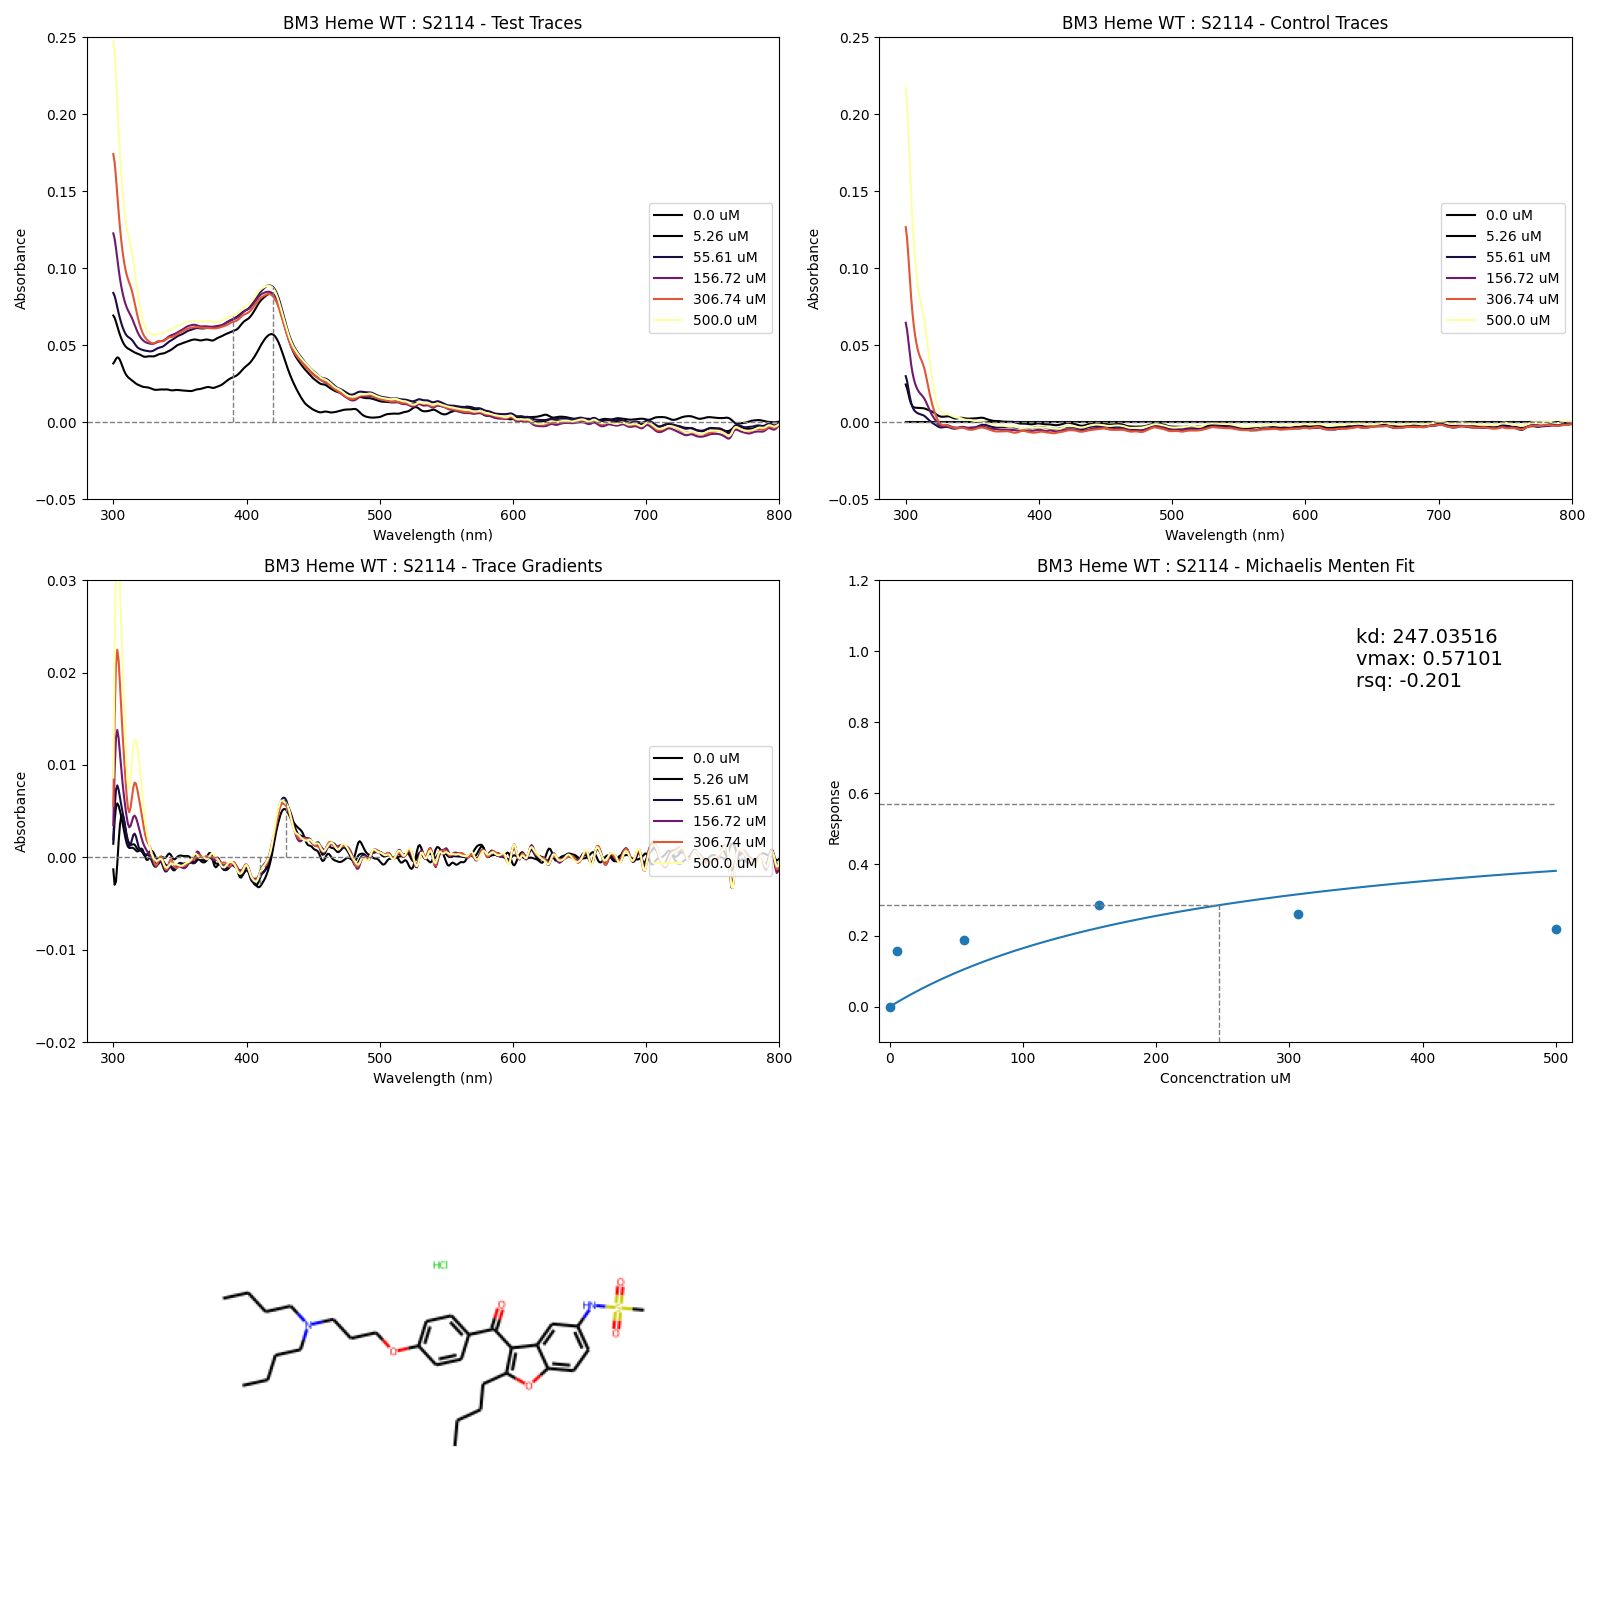 BM3 Heme WT : S2114 - Test Traces
Absorbance
0.25
0.20
0.15
0.10
0.05
0.00
−0.05
300
400
500
600
700
800
Wavelength (nm)
0.0 uM
5.26 uM
55.61 uM
156.72 uM
306.74 uM
500.0 uM
BM3 Heme WT : S2114 - Control Traces
Absorbance
0.25
0.20
0.15
0.10
0.05
0.00
−0.05
300
400
500
600
700
800
Wavelength (nm)
0.0 uM
5.26 uM
55.61 uM
156.72 uM
306.74 uM
500.0 uM
BM3 Heme WT : S2114 - Trace Gradients
Absorbance
0.03
0.02
0.01
0.00
−0.01
−0.02
300
400
500
600
700
800
Wavelength (nm)
0.0 uM
5.26 uM
55.61 uM
156.72 uM
306.74 uM
500.0 uM
BM3 Heme WT : S2114 - Michaelis Menten Fit
Response
1.2
1.0
0.8
0.6
0.4
0.2
0.0
0
100
200
300
400
500
Concenctration uM
kd: 247.03516
vmax: 0.57101
rsq: -0.201
HCl
N
O
O
O
HN
S
O
O